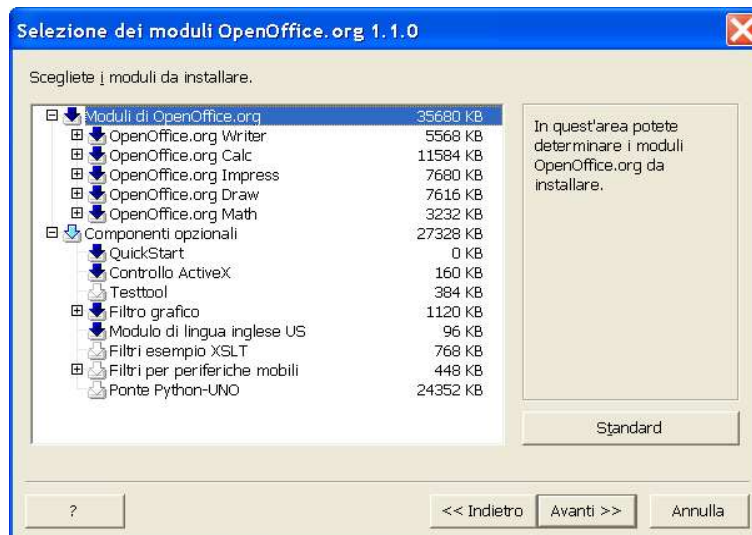 Selezione dei moduli OpenOffice.org 1.1.0
Scegliete i moduli da installare.
Moduli di OpenOffice.org 35680 KB
OpenOffice.org Writer 5568 KB
OpenOffice.org Calc 11584 KB
OpenOffice.org Impress 7680 KB
OpenOffice.org Draw 7616 KB
OpenOffice.org Math 3232 KB
Componenti opzionali 27328 KB
QuickStart 0 KB
Controllo ActiveX 160 KB
Testtool 384 KB
Filtro grafico 1120 KB
Modulo di lingua inglese US 96 KB
Filtri esempio XSLT 768 KB
Filtri per periferiche mobili 448 KB
Ponte Python-UNO 24352 KB
In quest'area potete
determinare i moduli
OpenOffice.org da
installare.
Standard
? << Indietro Avanti >> Annulla